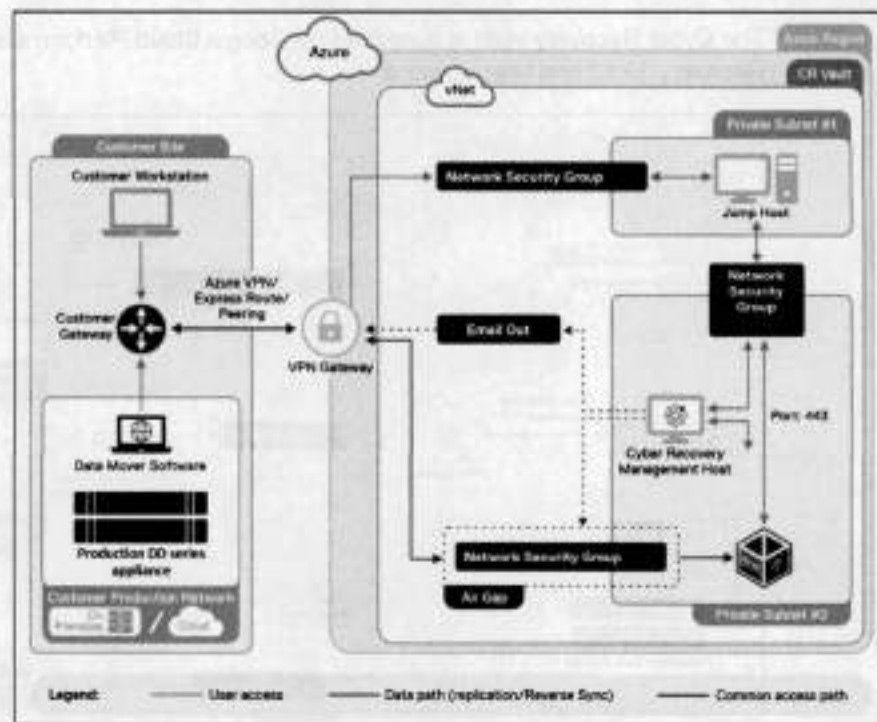 Azure
Azure Region
CR Vault
vNet
Private Subnet #1
Customer Site
Customer Workstation
Network Security Group
Jump Host
Azure VPN/
Express Route/
Peering
Network
Security
Group
Customer
Gateway
Email Out
VPN Gateway
Port: 443
Data Mover Software
Cyber Recovery
Management Host
Production DD series
appliance
Network Security Group
Customer Production Network
Air Gap
On
Premises
/
Cloud
Private Subnet #2
Legend:
User access
Data path (replication/Reverse Sync)
Common access path